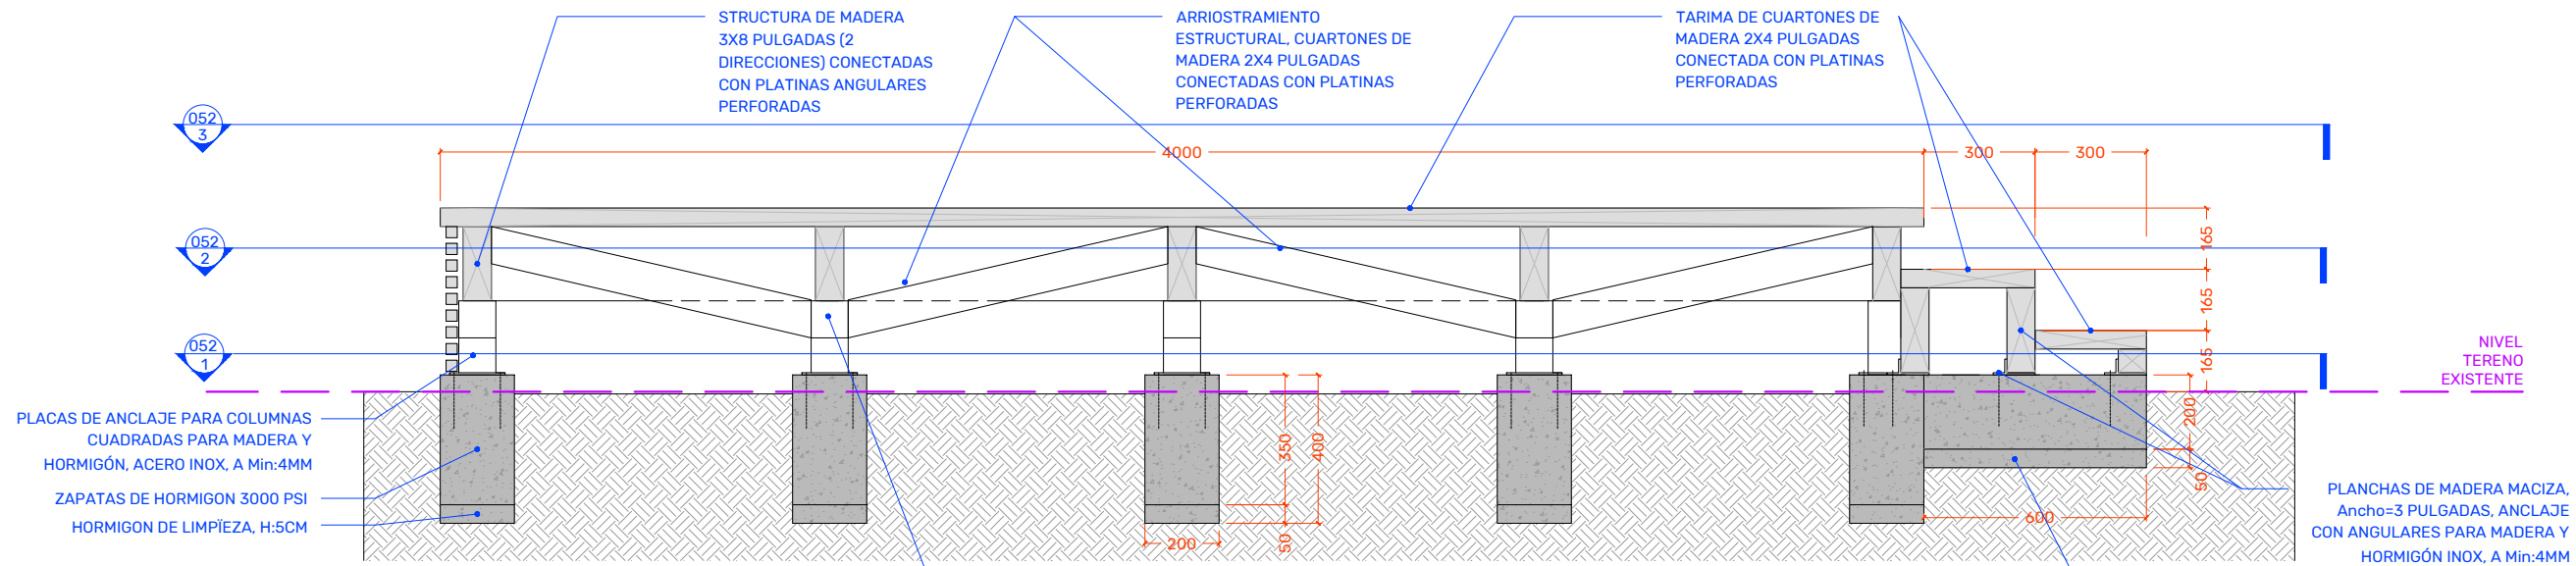 STRUCTURA DE MADERA
3X8 PULGADAS (2
DIRECCIONES) CONECTADAS
CON PLATINAS ANGULARES
PERFORADAS
ARRIOSTRAMIENTO
ESTRUCTURAL, CUARTONES DE
MADERA 2X4 PULGADAS
CONECTADAS CON PLATINAS
PERFORADAS
TARIMA DE CUARTONES DE
MADERA 2X4 PULGADAS
CONECTADA CON PLATINAS
PERFORADAS
052
3
4000
300
300
052
2
165
165
165
052
1
NIVEL
TERENO
EXISTENTE
PLACAS DE ANCLAJE PARA COLUMNAS
CUADRADAS PARA MADERA Y
HORMIGÓN, ACERO INOX, A Min:4MM
ZAPATAS DE HORMIGON 3000 PSI
HORMIGON DE LIMPÏEZA, H:5CM
350
400
50
200
200
50
600
PLANCHAS DE MADERA MACIZA,
Ancho=3 PULGADAS, ANCLAJE
CON ANGULARES PARA MADERA Y
HORMIGÓN INOX, A Min:4MM